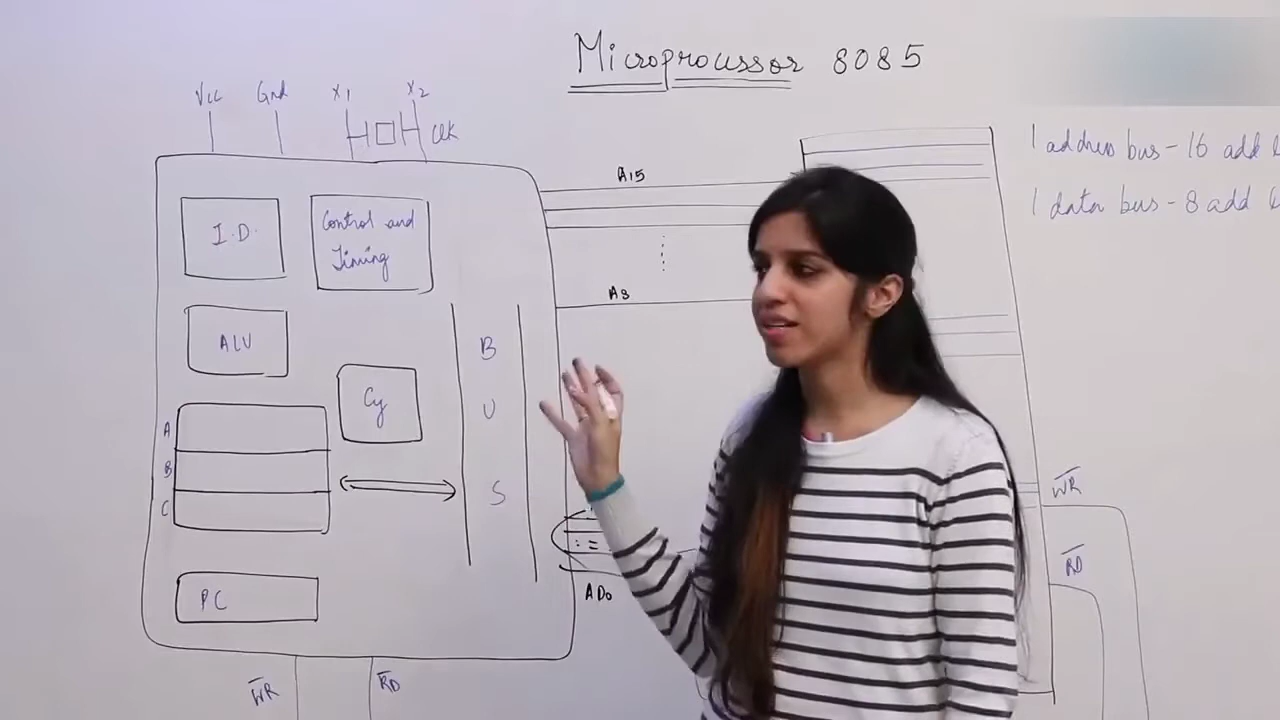 Microprocessor 8085
Vcc Gnd X1 X2
clk
1 address bus - 16 add
1 data bus - 8 add
A15
I.D.
Control and
Timing
A8
ALU
B
U
S
Cy
A
B
C
WR
RD
PC
AD0
WR RD